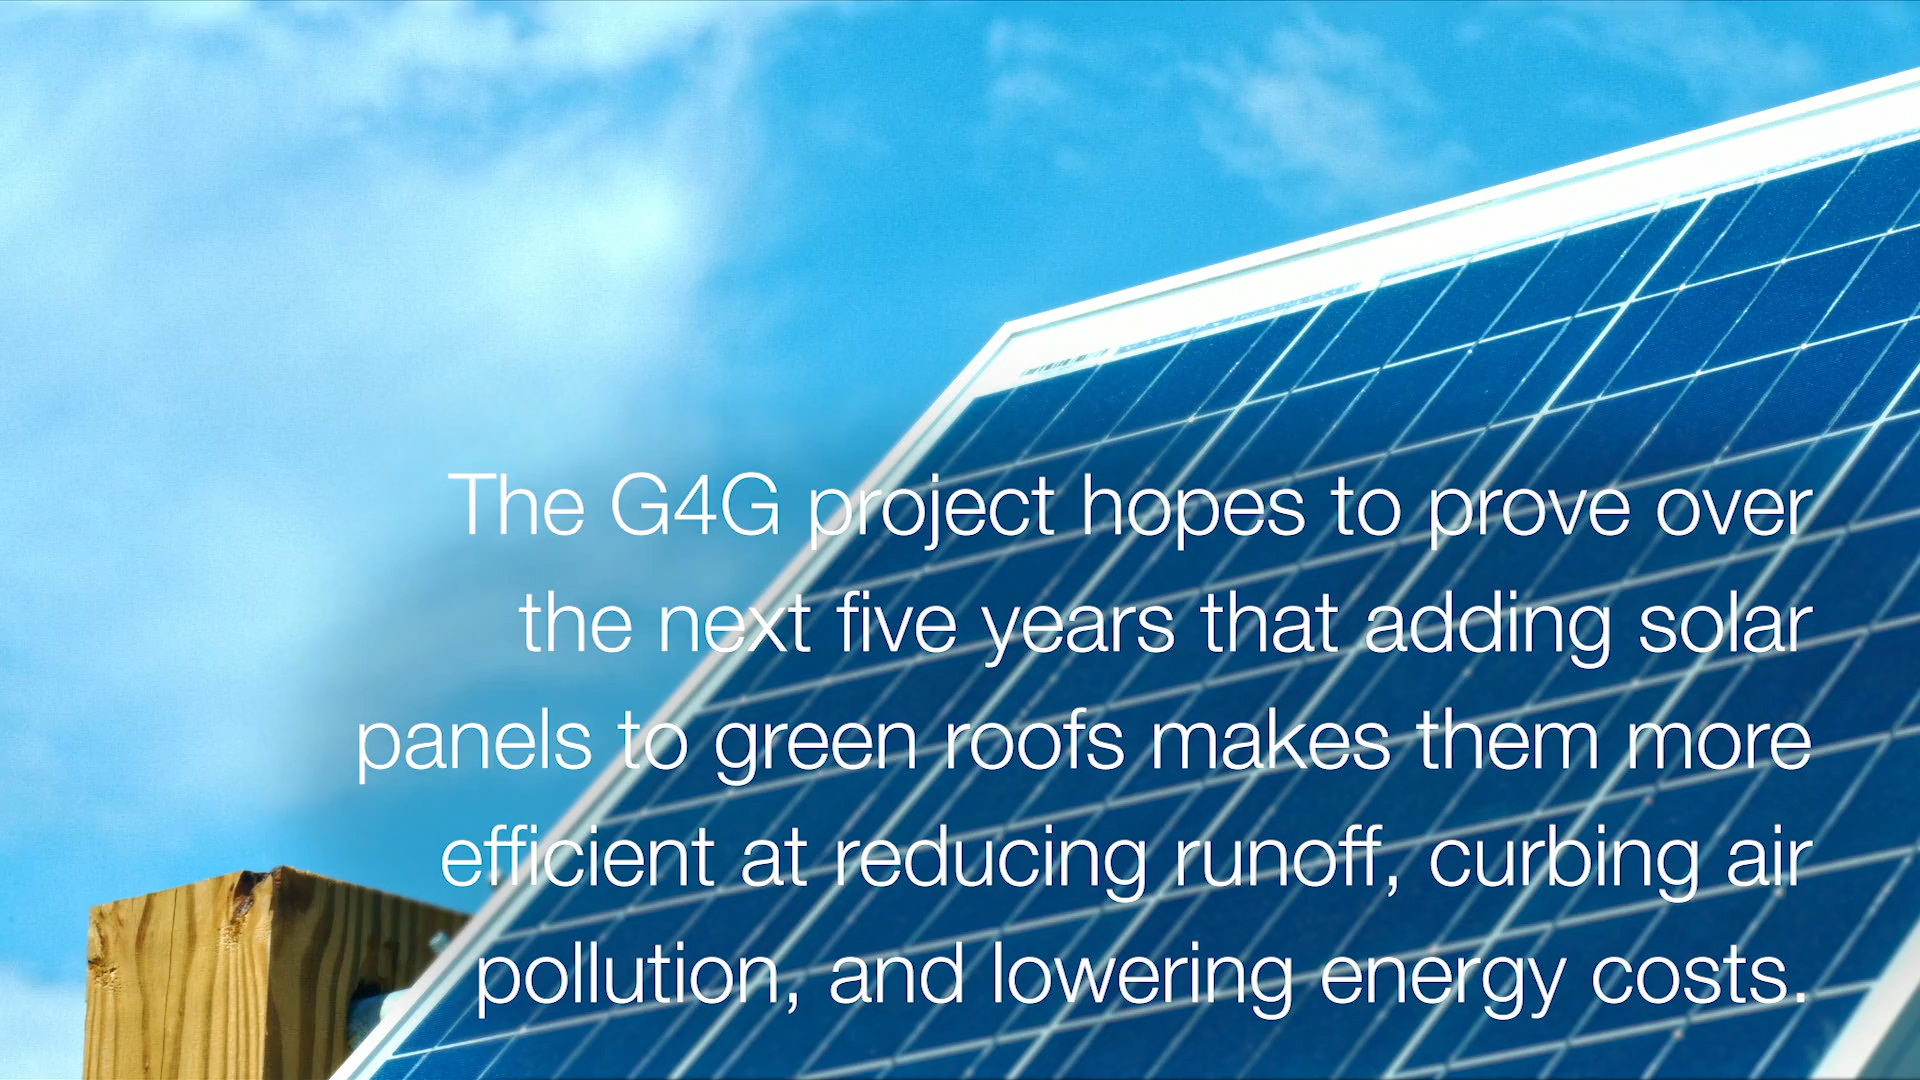 The G4G project hopes to prove over
the next five years that adding solar
panels to green roofs makes them more
efficient at reducing runoff, curbing air
pollution, and lowering energy costs.